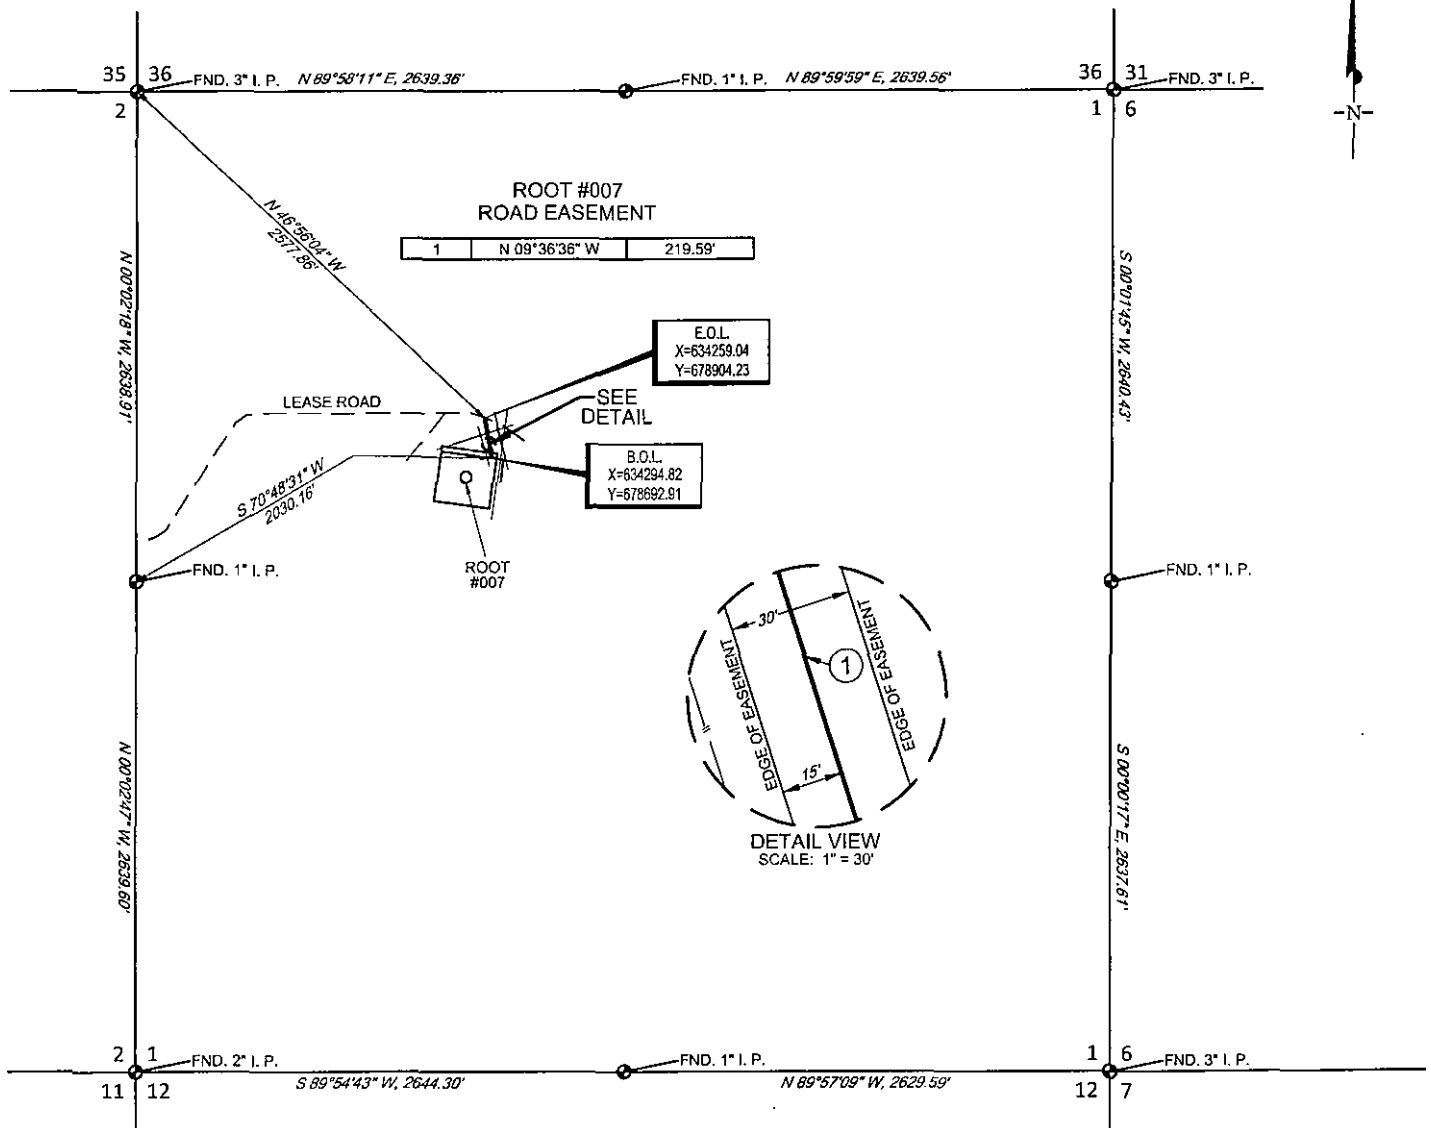 35 36
FND. 3" I. P.
N 89°58'11" E, 2639.36'
FND. 1" I. P.
N 89°59'59" E, 2639.56'
36 31
FND. 3" I. P.
2
1 6
-N-
ROOT #007
ROAD EASEMENT
1 N 09°36'36" W 219.59'
N 46°56'04" W
2577.86'
N 00°02'18" W, 2638.91'
S 00°01'45" W, 2640.43'
E.O.L.
X=634259.04
Y=678904.23
LEASE ROAD
SEE
DETAIL
B.O.L.
X=634294.82
Y=678692.91
S 70°48'31" W
2030.16'
ROOT
#007
FND. 1" I. P.
FND. 1" I. P.
30'
EDGE OF EASEMENT
1
EDGE OF EASEMENT
15'
DETAIL VIEW
SCALE: 1" = 30'
N 00°02'47" W, 2639.60'
S 00°00'17" E, 2637.61'
2 1
FND. 2" I. P.
FND. 1" I. P.
1 6
FND. 3" I. P.
11 12
S 89°54'43" W, 2644.30'
N 89°57'09" W, 2629.59'
12 7